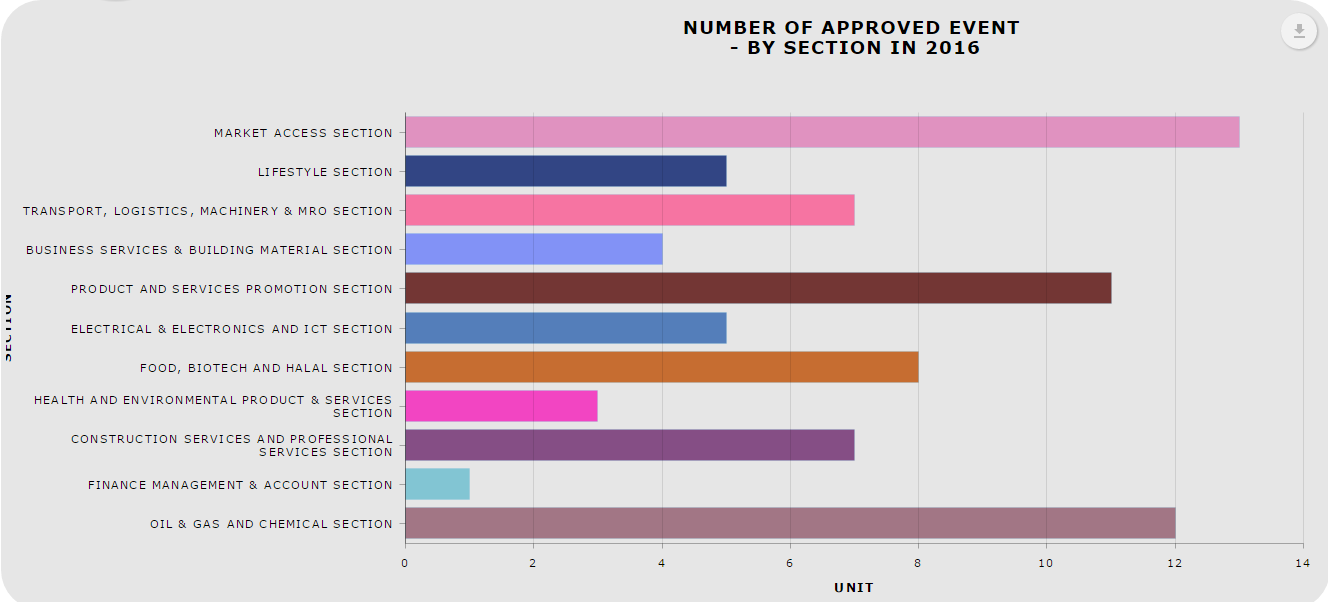 NUMBER OF APPROVED EVENT
- BY SECTION IN 2016
MARKET ACCESS SECTION
LIFESTYLE SECTION
TRANSPORT, LOGISTICS, MACHINERY & MRO SECTION
BUSINESS SERVICES & BUILDING MATERIAL SECTION
PRODUCT AND SERVICES PROMOTION SECTION
ELECTRICAL & ELECTRONICS AND ICT SECTION
FOOD, BIOTECH AND HALAL SECTION
HEALTH AND ENVIRONMENTAL PRODUCT & SERVICES
SECTION
CONSTRUCTION SERVICES AND PROFESSIONAL
SERVICES SECTION
FINANCE MANAGEMENT & ACCOUNT SECTION
OIL & GAS AND CHEMICAL SECTION
SECTION
0 2 4 6 8 10 12 14
UNIT